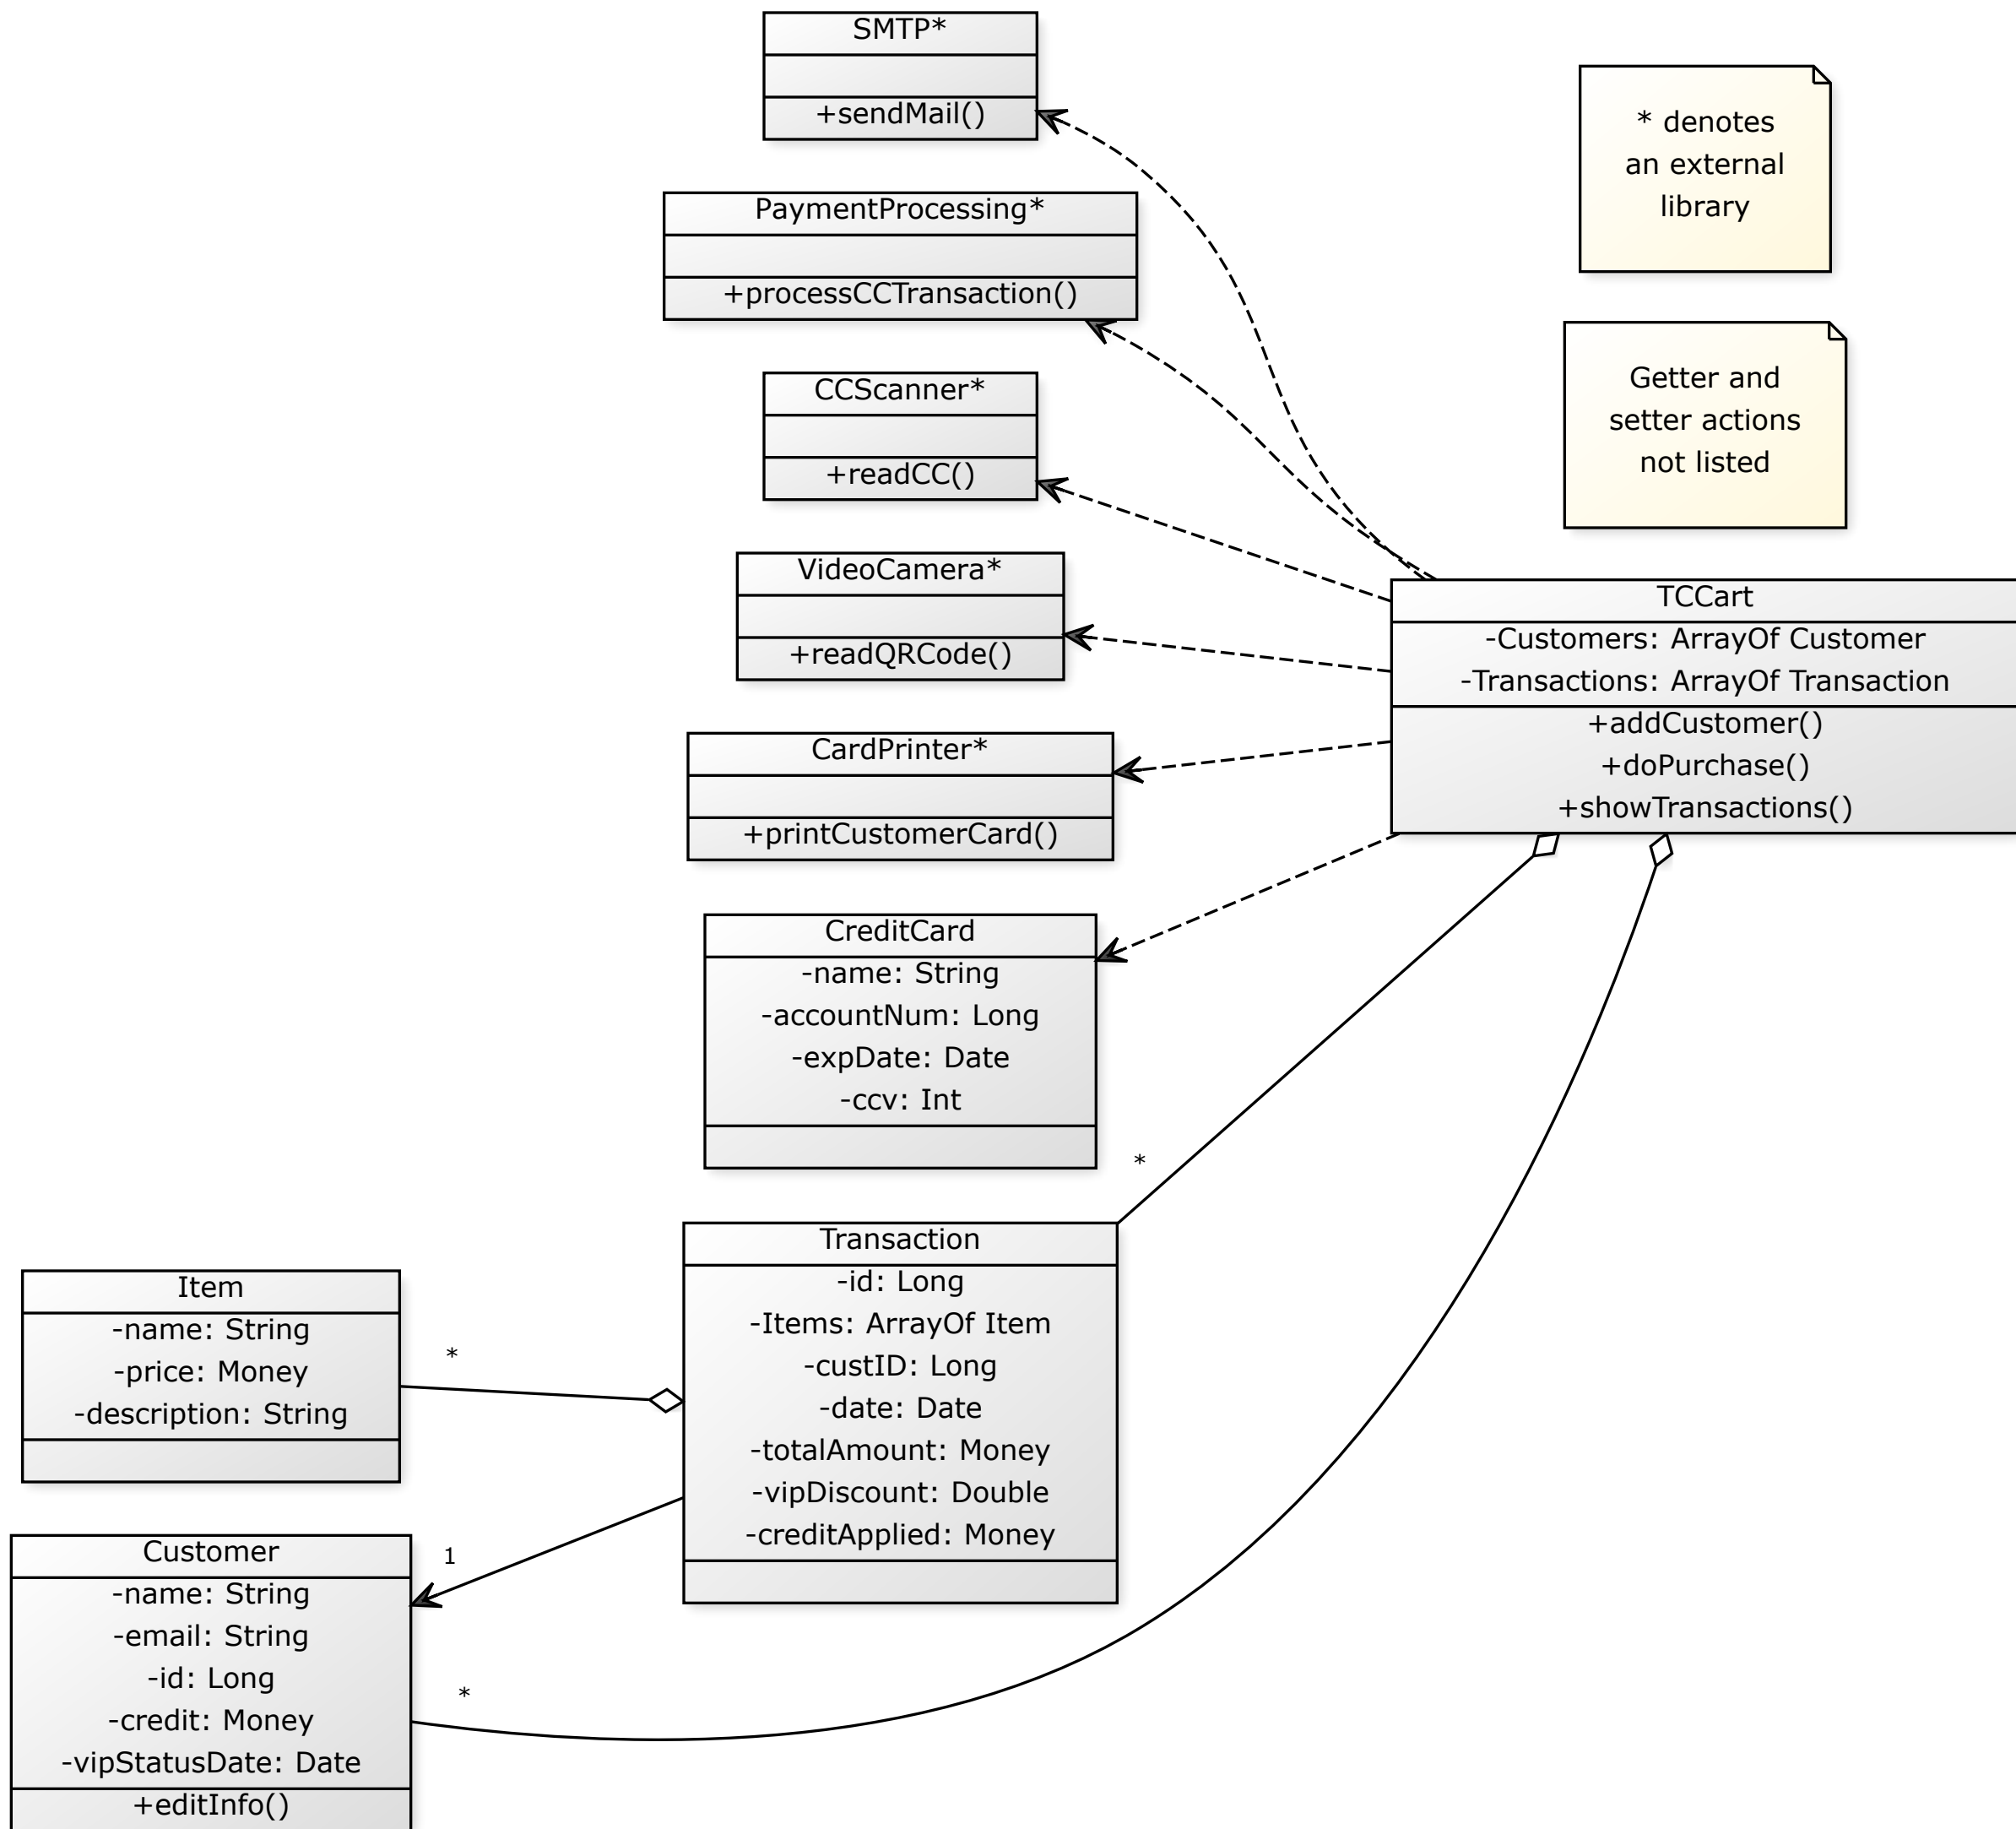 SMTP*
+sendMail()
* denotes
an external
library
PaymentProcessing*
+processCCTransaction()
Getter and
setter actions
not listed
CCScanner*
+readCC()
VideoCamera*
+readQRCode()
TCCart
-Customers: ArrayOf Customer
-Transactions: ArrayOf Transaction
+addCustomer()
+doPurchase()
+showTransactions()
CardPrinter*
+printCustomerCard()
CreditCard
-name: String
-accountNum: Long
-expDate: Date
-ccv: Int
*
Transaction
-id: Long
-Items: ArrayOf Item
-custID: Long
-date: Date
-totalAmount: Money
-vipDiscount: Double
-creditApplied: Money
Item
-name: String
-price: Money
-description: String
*
1
Customer
-name: String
-email: String
-id: Long
-credit: Money
-vipStatusDate: Date
+editInfo()
*